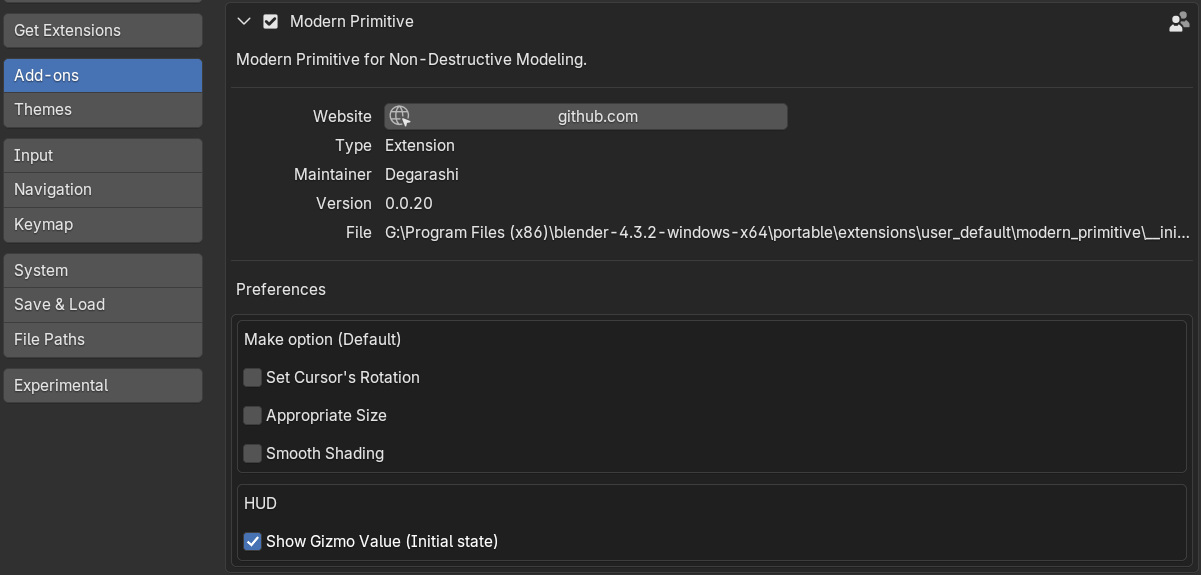 Get Extensions
Add-ons
Themes
Input
Navigation
Keymap
System
Save & Load
File Paths
Experimental
Modern Primitive
Modern Primitive for Non-Destructive Modeling.
Website github.com
Type Extension
Maintainer Degarashi
Version 0.0.20
File G:\Program Files (x86)\blender-4.3.2-windows-x64\portable\extensions\user_default\modern_primitive\__ini...
Preferences
Make option (Default)
Set Cursor's Rotation
Appropriate Size
Smooth Shading
HUD
Show Gizmo Value (Initial state)